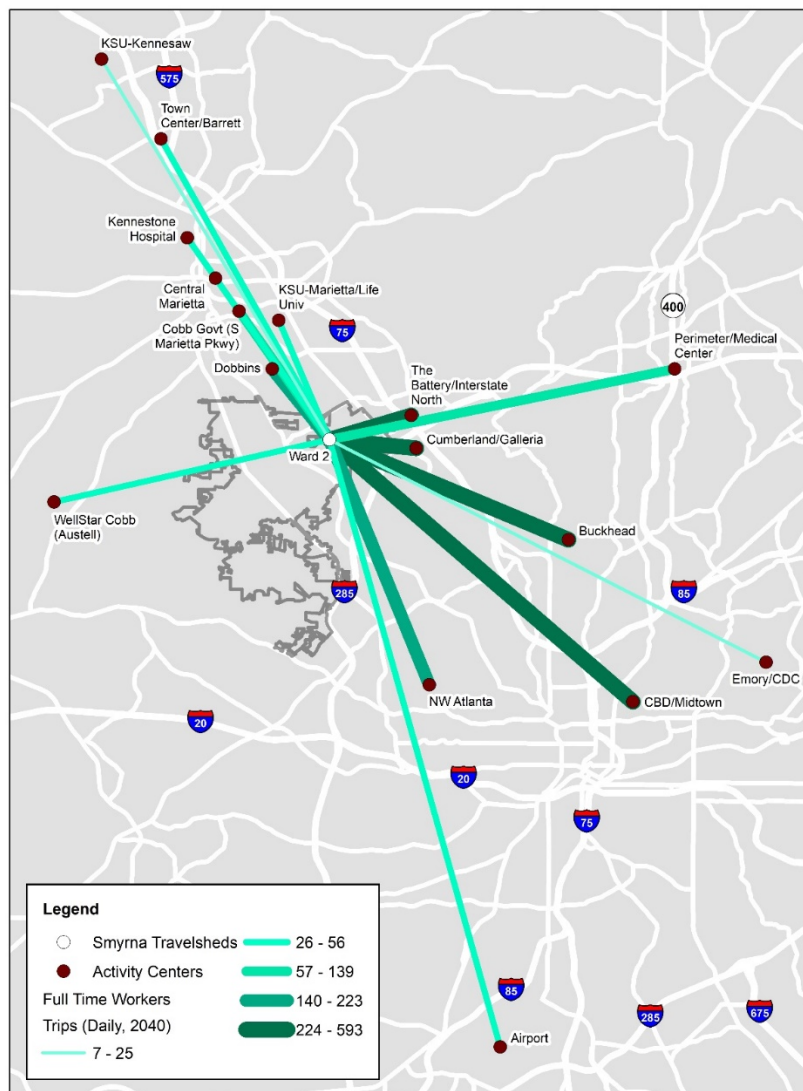 KSU-Kennesaw
575
Town
Center/Barrett
Kennestone
Hospital
Central
Marietta
KSU-Marietta/Life
Univ
Cobb Govt (S
Marietta Pkwy)
75
400
Perimeter/Medical
Center
Dobbins
The
Battery/Interstate
North
Ward 2
Cumberland/Galleria
WellStar Cobb
(Austell)
Buckhead
285
85
Emory/CDC
NW Atlanta
CBD/Midtown
20
20
75
Legend
Smyrna Travelsheds
Activity Centers
Full Time Workers
Trips (Daily, 2040)
7 - 25
26 - 56
57 - 139
140 - 223
224 - 593
85
285
675
Airport